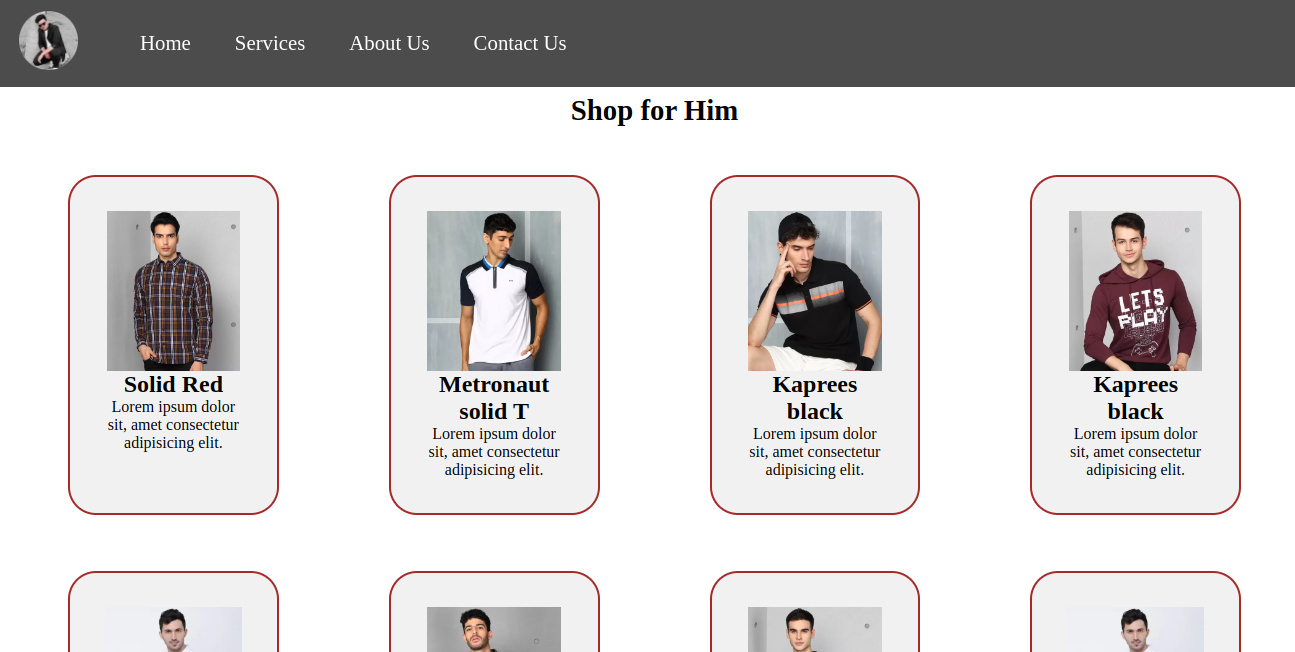 Home Services About Us Contact Us
Shop for Him
LETS
PLAY
Solid Red
Lorem ipsum dolor
sit, amet consectetur
adipisicing elit.
Metronaut
solid T
Lorem ipsum dolor
sit, amet consectetur
adipisicing elit.
Kaprees
black
Lorem ipsum dolor
sit, amet consectetur
adipisicing elit.
Kaprees
black
Lorem ipsum dolor
sit, amet consectetur
adipisicing elit.